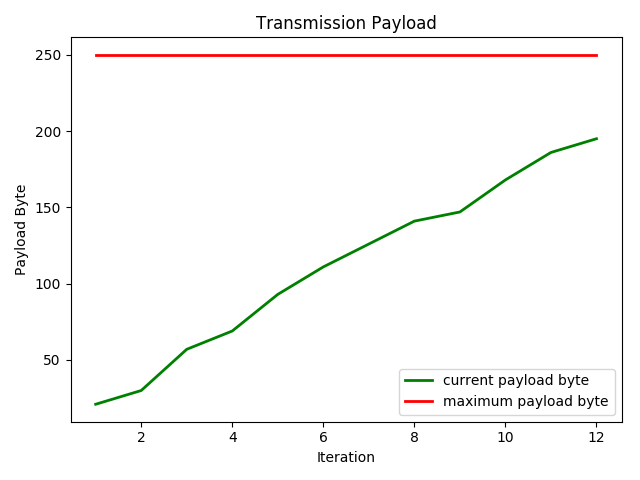 Transmission Payload
250
200
150
100
50
Payload Byte
current payload byte
maximum payload byte
2 4 6 8 10 12
Iteration